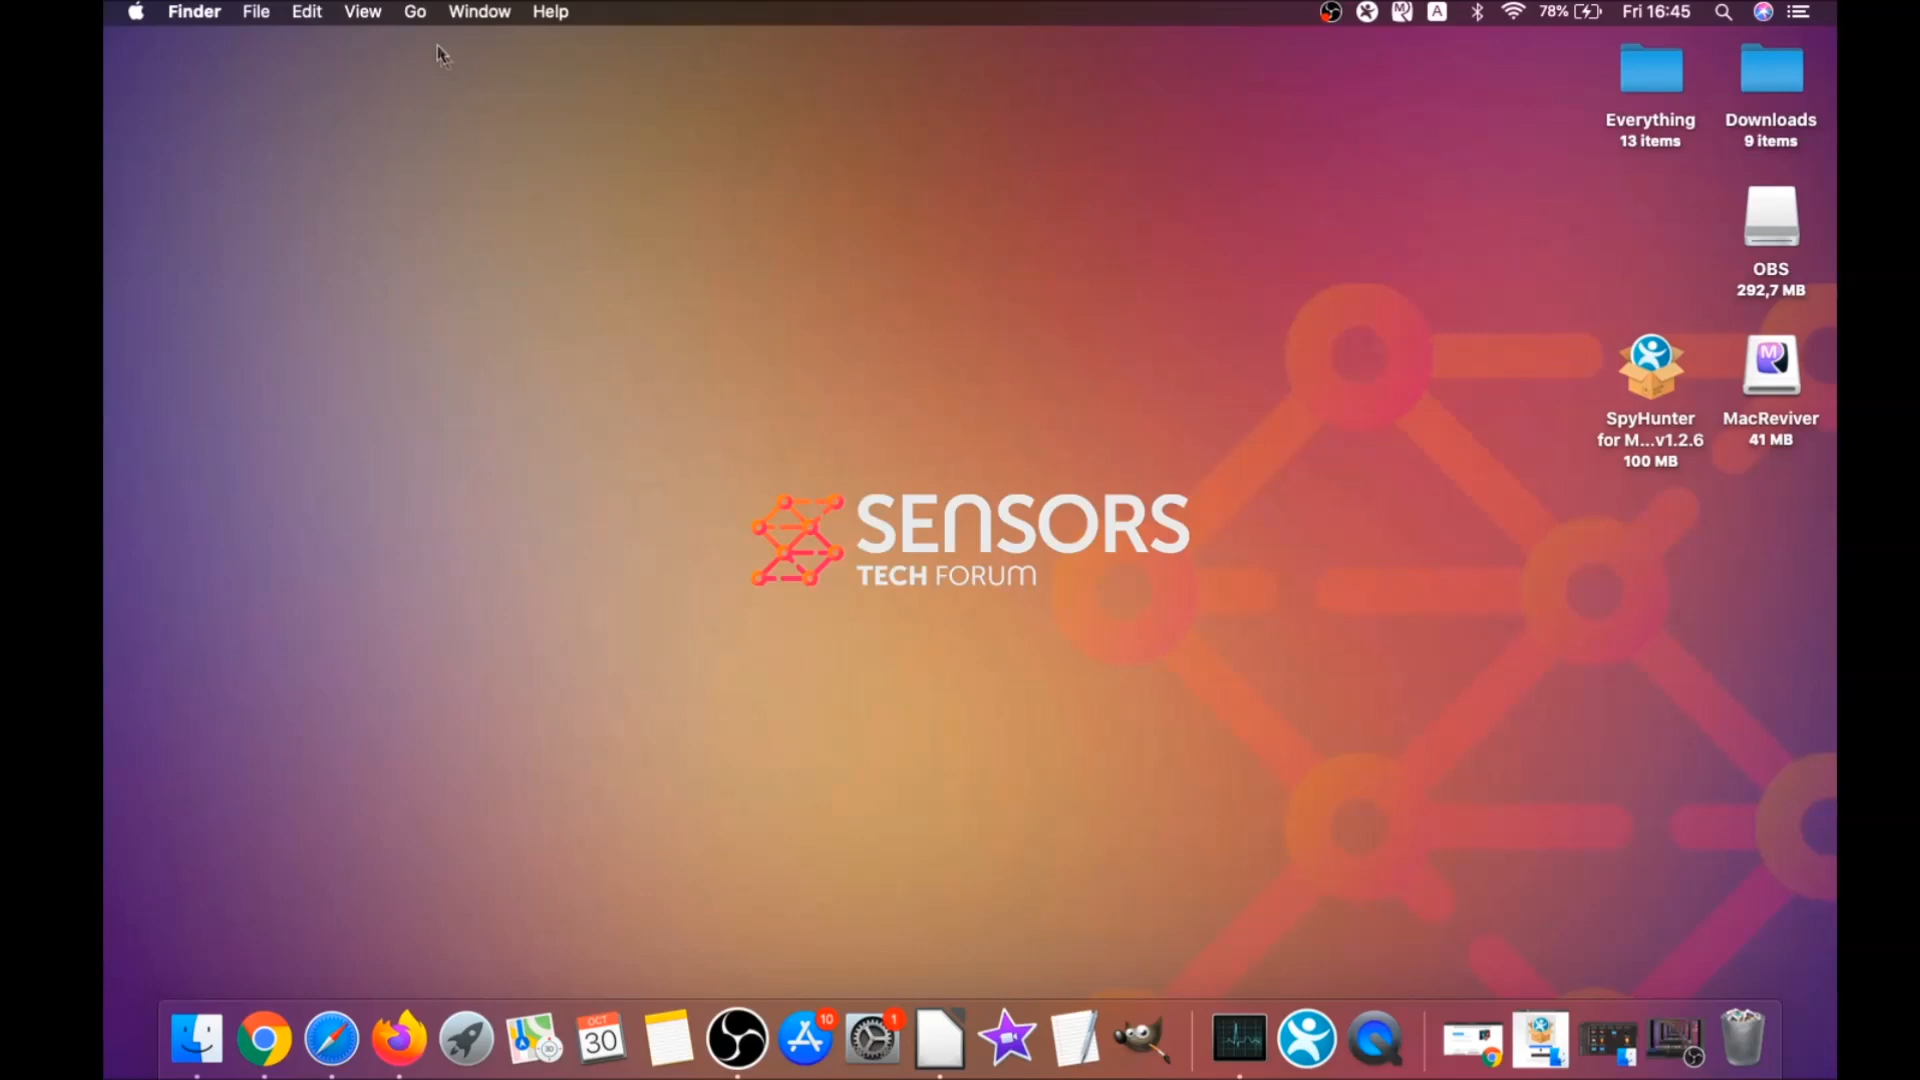 Finder File Edit View Go Window Help
A 78% Fri 16:45
Everything
13 items
Downloads
9 items
OBS
292,7 MB
M
SpyHunter
for M...v1.2.6
100 MB
MacReviver
41 MB
SENSORS
TECH FORUM
OCT
30
10
1